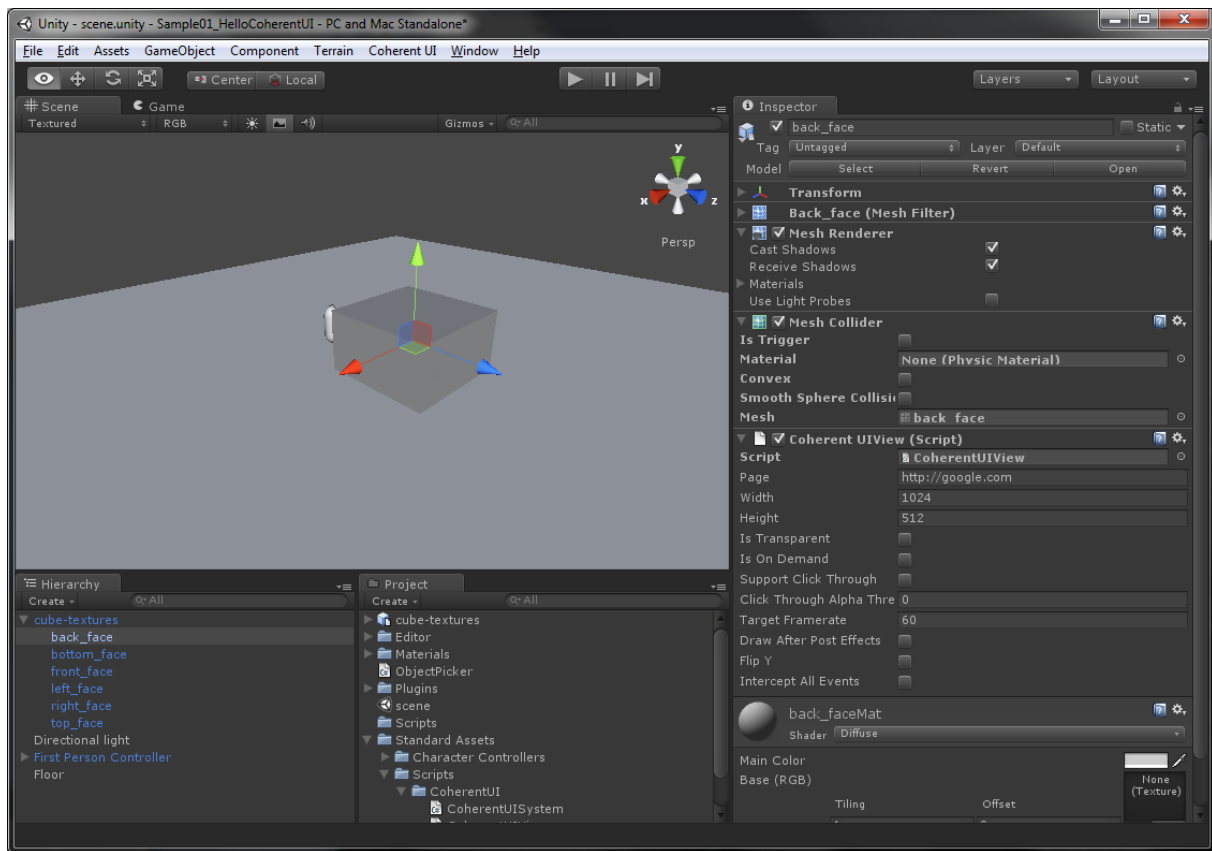 Unity - scene.unity - Sample01_HelloCoherentUI - PC and Mac Standalone*
File Edit Assets GameObject Component Terrain Coherent UI Window Help
Center Local Layers Layout
Scene Game
Textured RGB Gizmos All
y
x z
Persp
Hierarchy
Create All
cube-textures
back_face
bottom_face
front_face
left_face
right_face
top_face
Directional light
First Person Controller
Floor
Project
Create All
cube-textures
Editor
Materials
ObjectPicker
Plugins
scene
Scripts
Standard Assets
Character Controllers
Scripts
CoherentUI
CoherentUISystem
Inspector
back_face Static
Tag Untagged Layer Default
Model Select Revert Open
Transform
Back_face (Mesh Filter)
Mesh Renderer
Cast Shadows
Receive Shadows
Materials
Use Light Probes
Mesh Collider
Is Trigger
Material None (Physic Material)
Convex
Smooth Sphere Collisi
Mesh back_face
Coherent UIView (Script)
Script CoherentUIView
Page http://google.com
Width 1024
Height 512
Is Transparent
Is On Demand
Support Click Through
Click Through Alpha Thre 0
Target Framerate 60
Draw After Post Effects
Flip Y
Intercept All Events
back_faceMat
Shader Diffuse
Main Color
Base (RGB) None
(Texture)
Tiling Offset